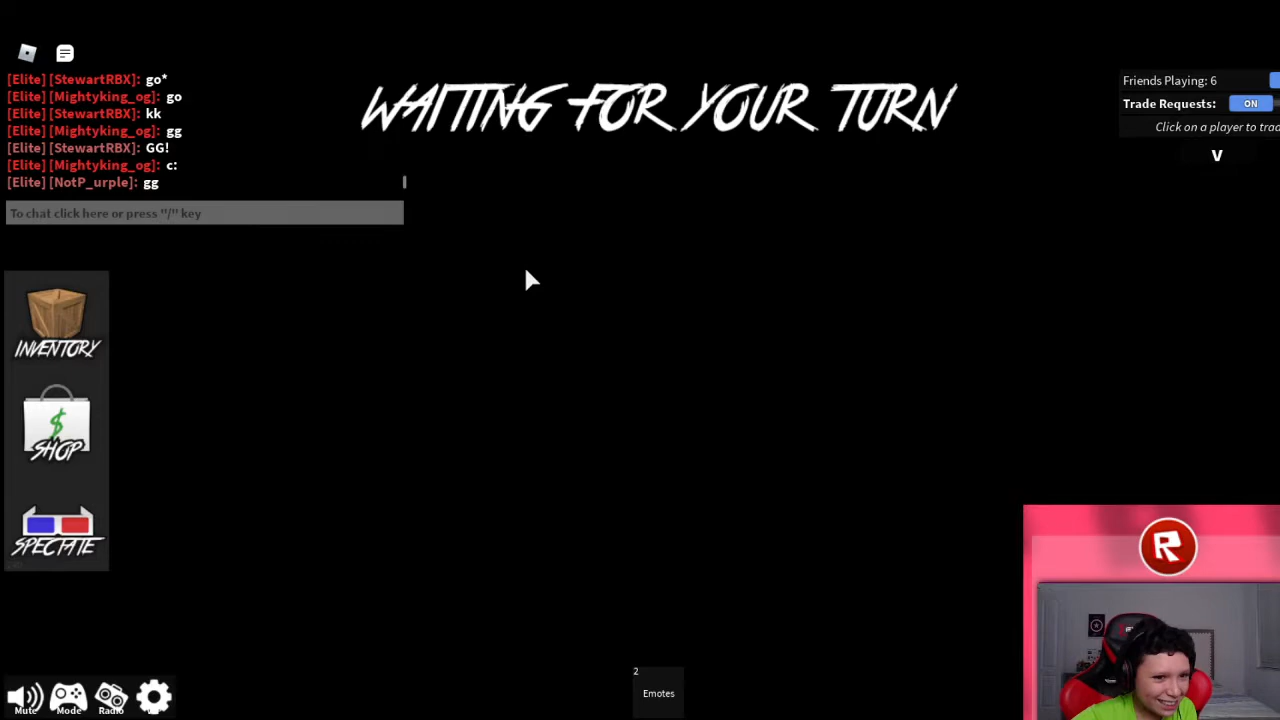 [Elite] [StewartRBX]: go*
[Elite] [Mightyking_og]: go
[Elite] [StewartRBX]: kk
[Elite] [Mightyking_og]: gg
[Elite] [StewartRBX]: GG!
[Elite] [Mightyking_og]: c:
[Elite] [NotP_urple]: gg
To chat click here or press "/" key
WAITING FOR YOUR TURN
Friends Playing: 6
Trade Requests: ON
Click on a player to trad
V
INVENTORY
$
SHOP
SPECTATE
Mute Mode Radio
2
Emotes
R